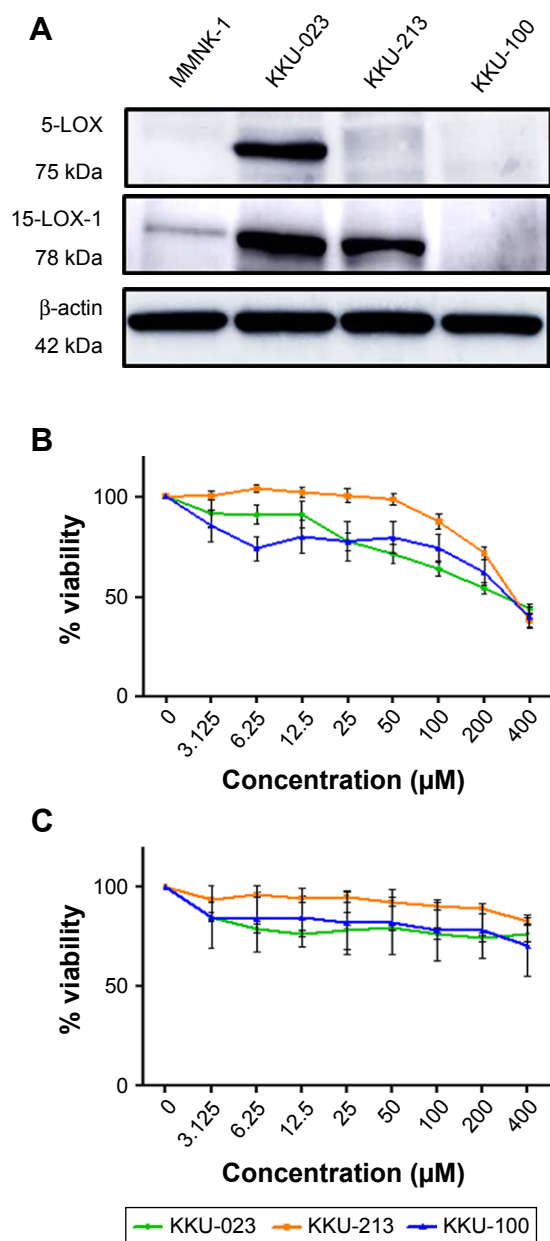 A
MMNK-1 KKU-023 KKU-213 KKU-100
5-LOX
75 kDa
15-LOX-1
78 kDa
β-actin
42 kDa
B
% viability
100
50
0
0 3.125 6.25 12.5 25 50 100 200 400
Concentration (µM)
C
% viability
100
50
0
0 3.125 6.25 12.5 25 50 100 200 400
Concentration (µM)
KKU-023 KKU-213 KKU-100